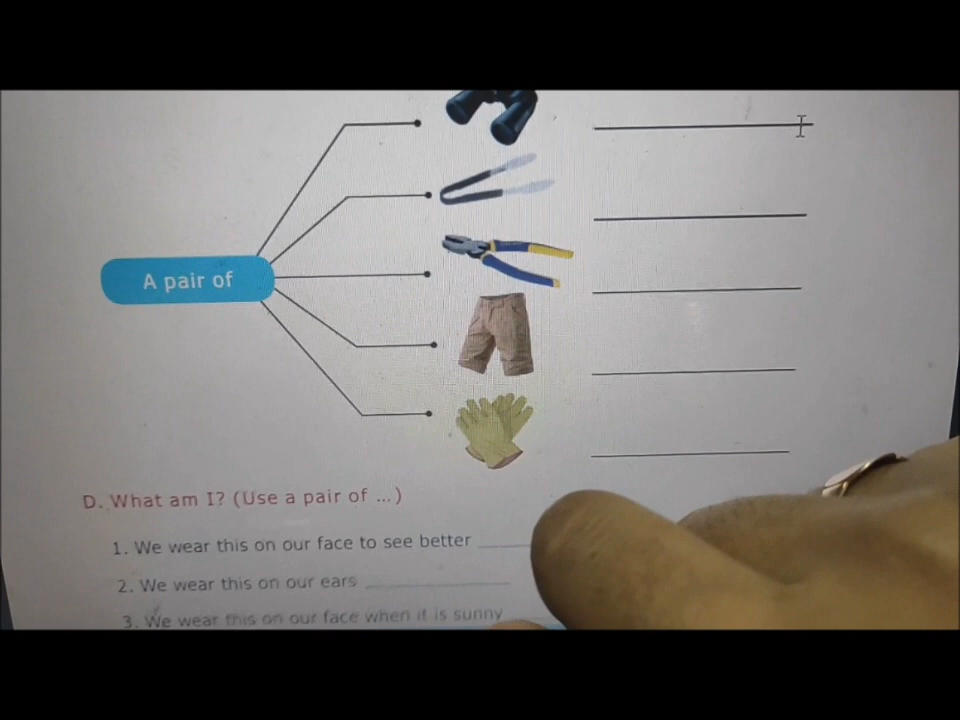 A pair of
D. What am I? (Use a pair of ...)
1. We wear this on our face to see better
2. We wear this on our ears
3. We wear this on our face when it is sunny